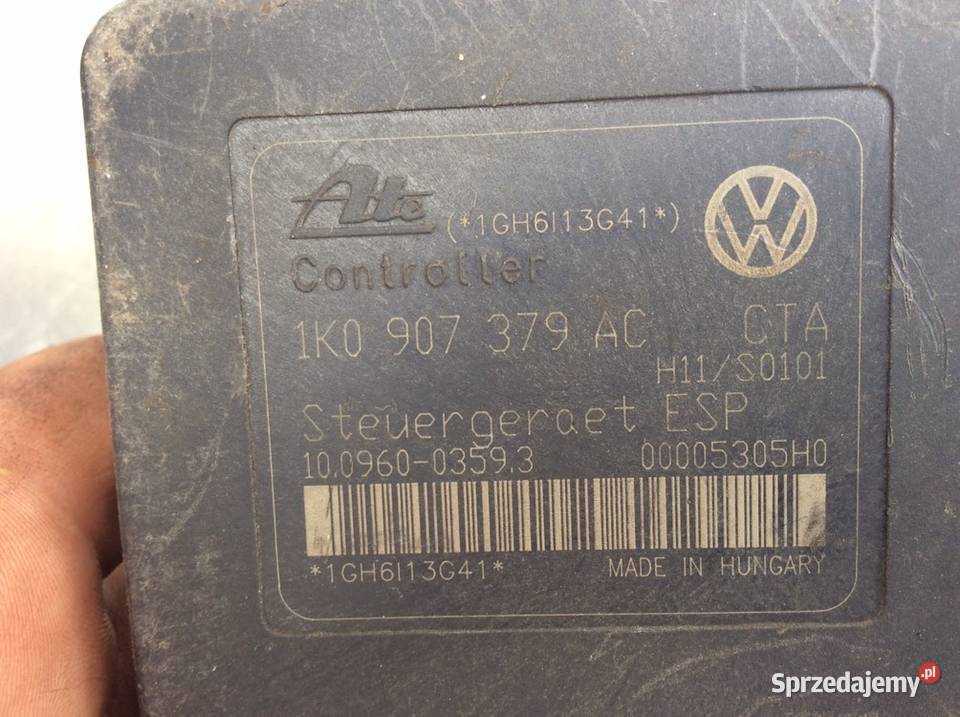 Ate (*1GH6I13G41*) VW
Controller
1K0 907 379 AC CTA
H11/S0101
Steuergeraet ESP
10.0960-0359.3 00005305H0
*1GH6I13G41* MADE IN HUNGARY
Sprzedajemy.pl